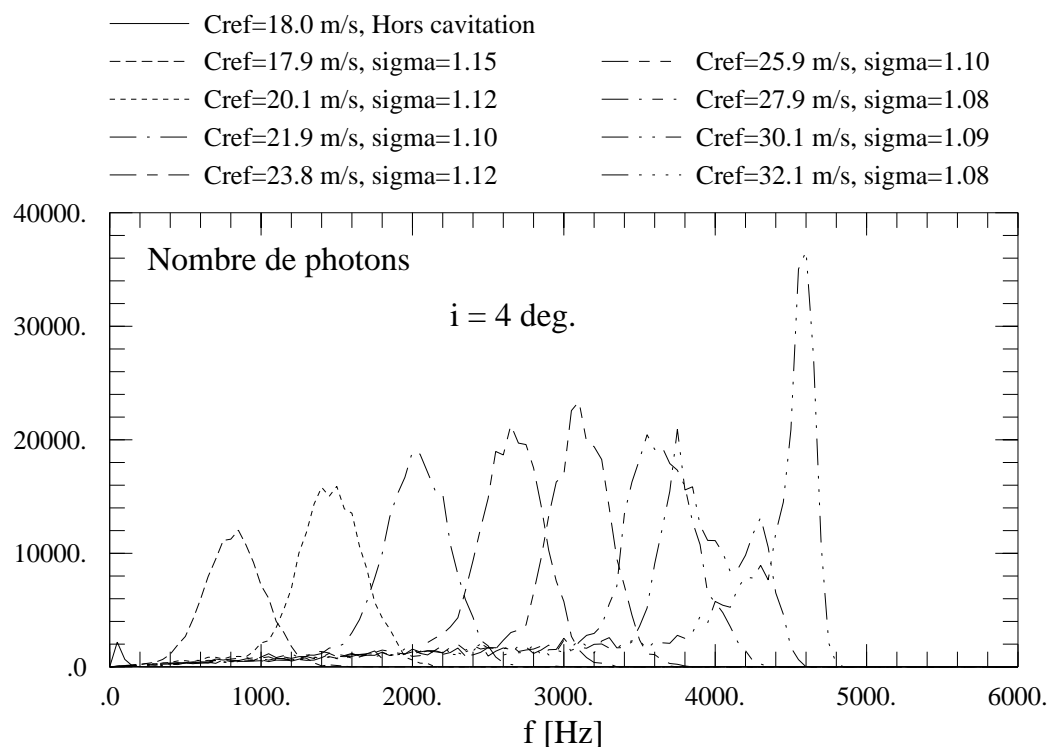 Cref=18.0 m/s, Hors cavitation
Cref=17.9 m/s, sigma=1.15
Cref=20.1 m/s, sigma=1.12
Cref=21.9 m/s, sigma=1.10
Cref=23.8 m/s, sigma=1.12
Cref=25.9 m/s, sigma=1.10
Cref=27.9 m/s, sigma=1.08
Cref=30.1 m/s, sigma=1.09
Cref=32.1 m/s, sigma=1.08
40000.
30000.
20000.
10000.
.0
Nombre de photons
i = 4 deg.
.0 1000. 2000. 3000. 4000. 5000. 6000.
f [Hz]